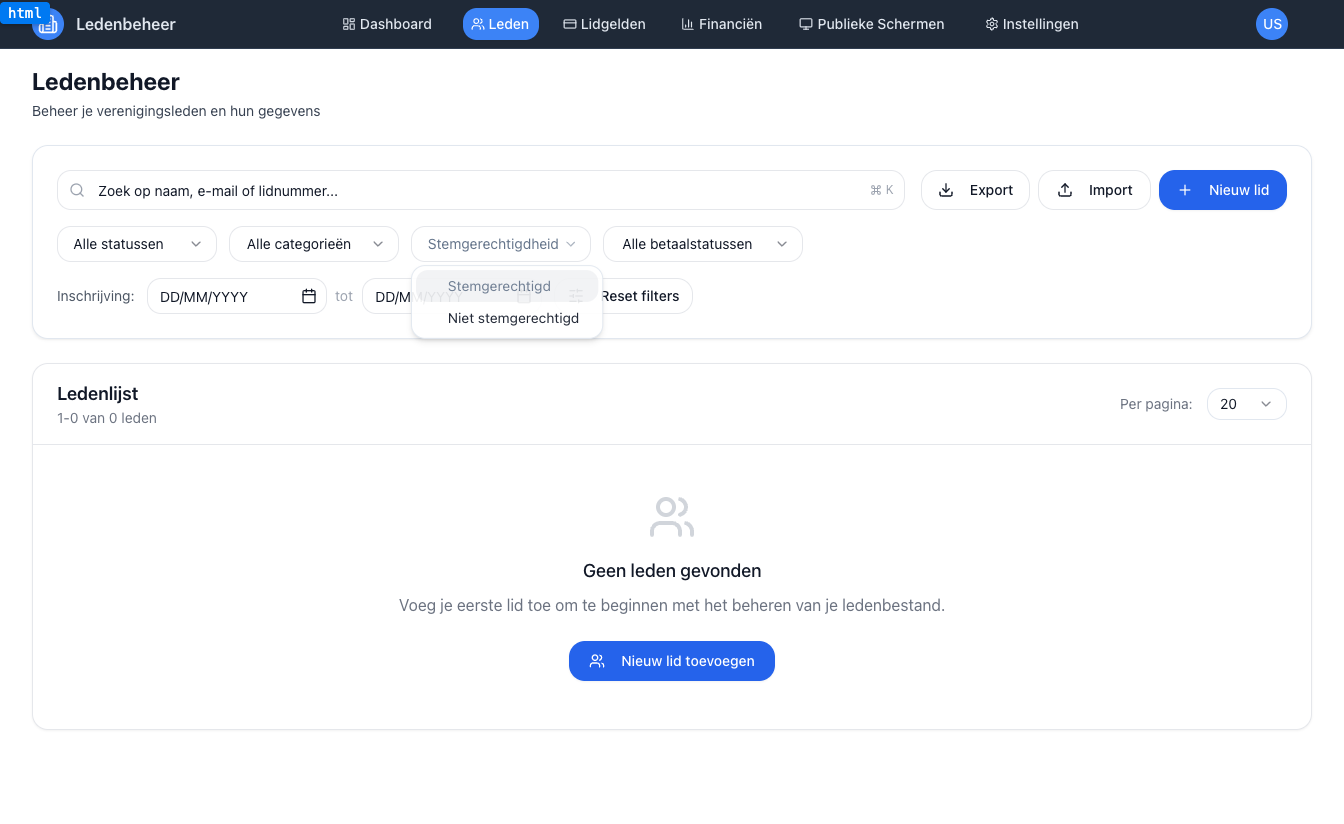 html
Ledenbeheer
Dashboard
Leden
Lidgelden
Financiën
Publieke Schermen
Instellingen
US
Ledenbeheer
Beheer je verenigingsleden en hun gegevens
Zoek op naam, e-mail of lidnummer...
⌘ K
Export
Import
Nieuw lid
Alle statussen
Alle categorieën
Stemgerechtigdheid
Alle betaalstatussen
Inschrijving:
DD/MM/YYYY
tot
DD/MM/YYYY
Reset filters
Stemgerechtigd
Niet stemgerechtigd
Ledenlijst
1-0 van 0 leden
Per pagina:
20
Geen leden gevonden
Voeg je eerste lid toe om te beginnen met het beheren van je ledenbestand.
Nieuw lid toevoegen